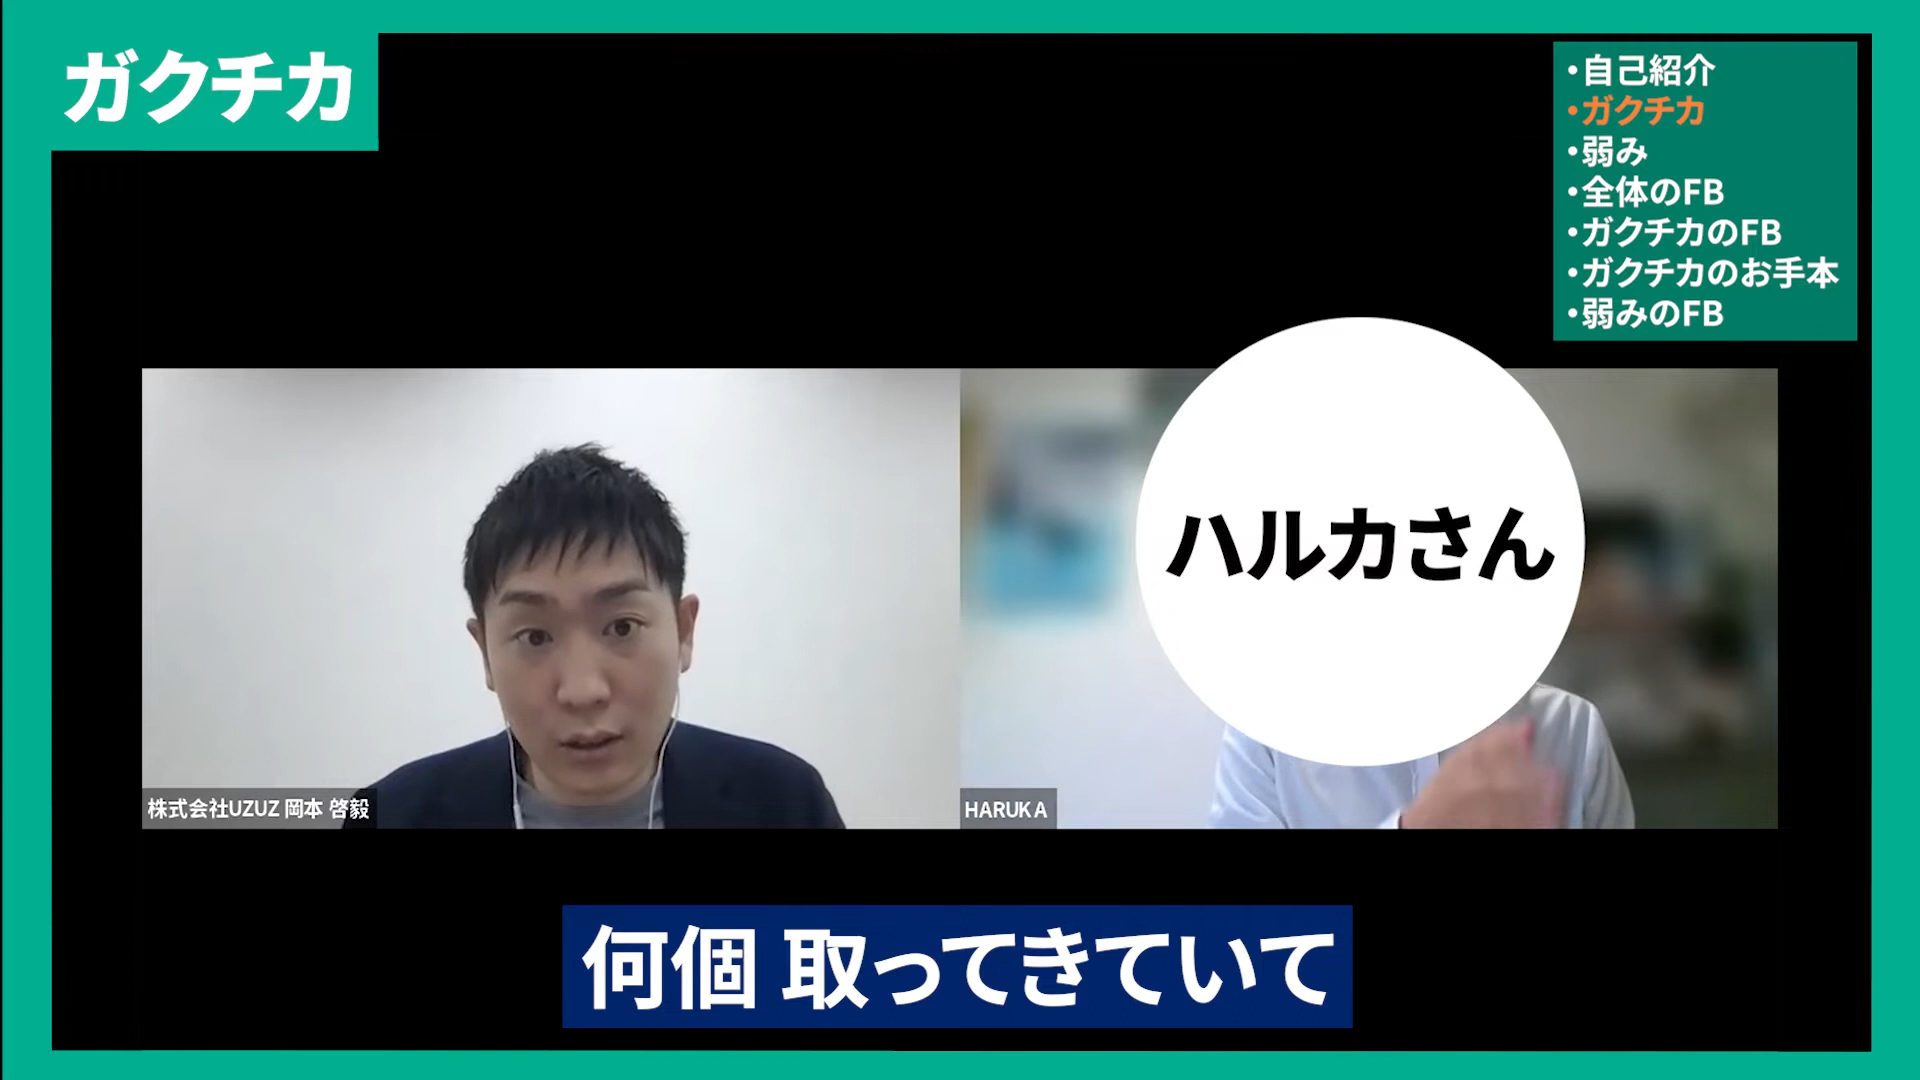 ガクチカ
・自己紹介
・ガクチカ
・弱み
・全体のFB
・ガクチカのFB
・ガクチカのお手本
・弱みのFB
ハルカさん
株式会社UZUZ 岡本 啓毅
HARUKA
何個 取ってきていて